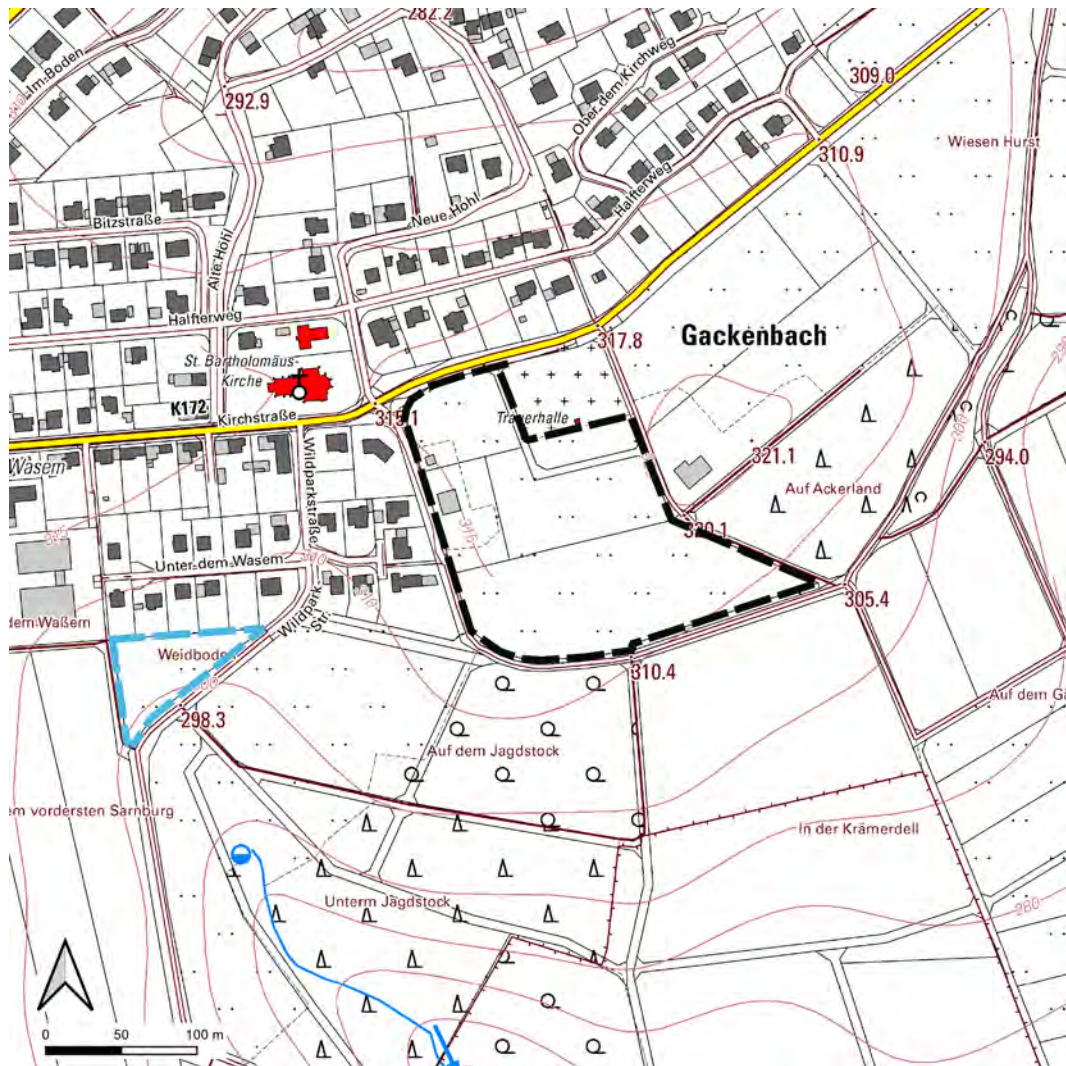 282.2
Im Boden
292.9
Ober dem Kirchweg
309.0
310.9
Wiesen Hurst
Halfterweg
Neue Hohl
Bitzstraße
Alte Hohl
Halfterweg
317.8
Gackenbach
St. Bartholomäus-
Kirche
K172
Kirchstraße
315.1
Trauerhalle
Wasem
Wildparkstraße
321.1
Auf Ackerland
294.0
300
315
320.1
310
Unter dem Wasem
305.4
Wildpark
Str.
dem Waßern
Weidboden
310.4
298.3
Auf dem Jagdstock
em vordersten Sarnburg
In der Krämerdell
Unterm Jagdstock
280
0 50 100 m